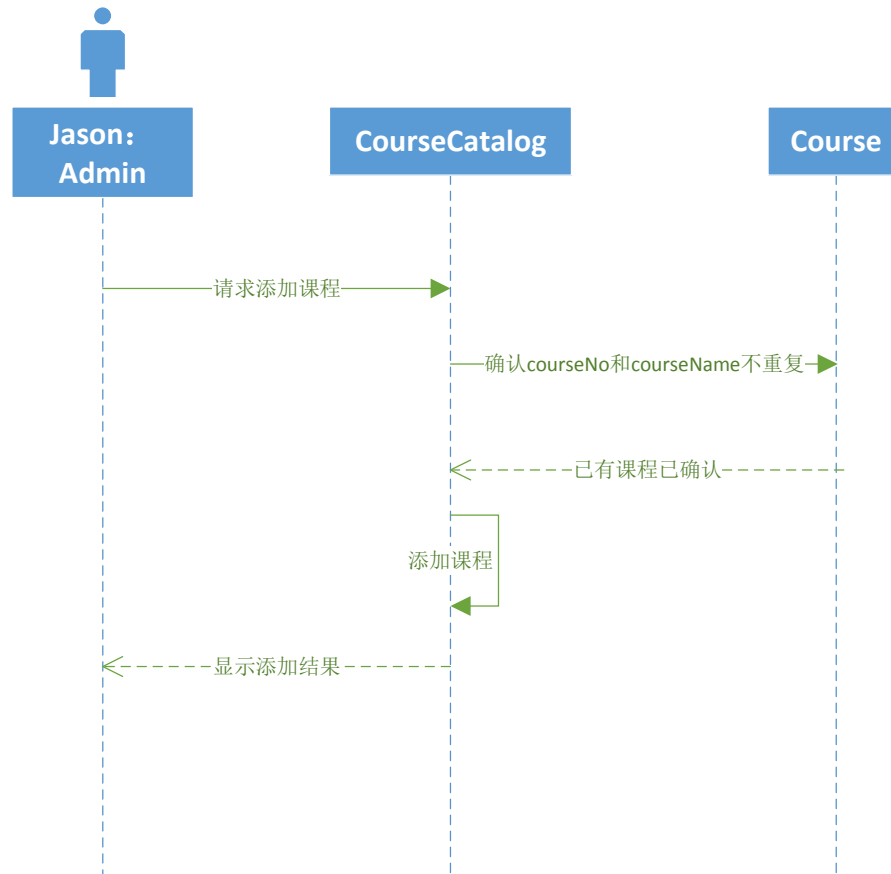 Jason：
Admin
CourseCatalog
Course
请求添加课程
确认courseNo和courseName不重复
已有课程已确认
添加课程
显示添加结果